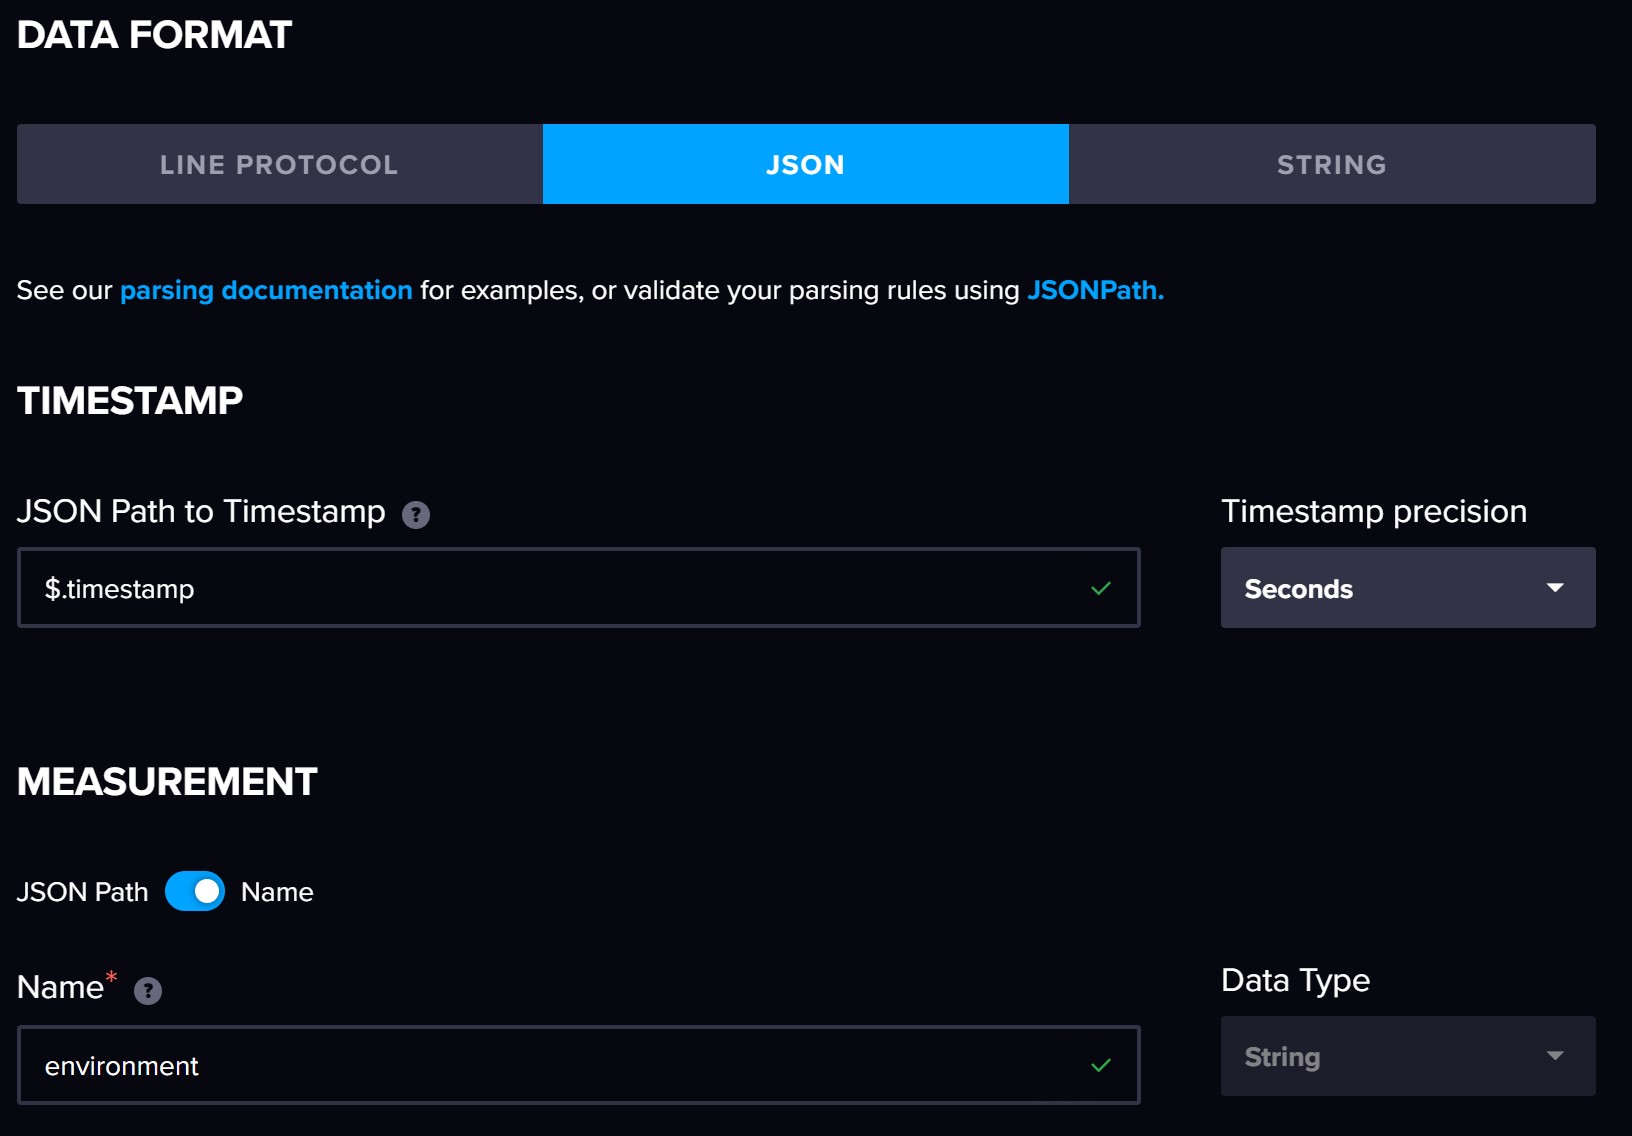 DATA FORMAT
LINE PROTOCOL JSON STRING
See our parsing documentation for examples, or validate your parsing rules using JSONPath.
TIMESTAMP
JSON Path to Timestamp ? Timestamp precision
$.timestamp Seconds
MEASUREMENT
JSON Path Name
Name* ? Data Type
environment String